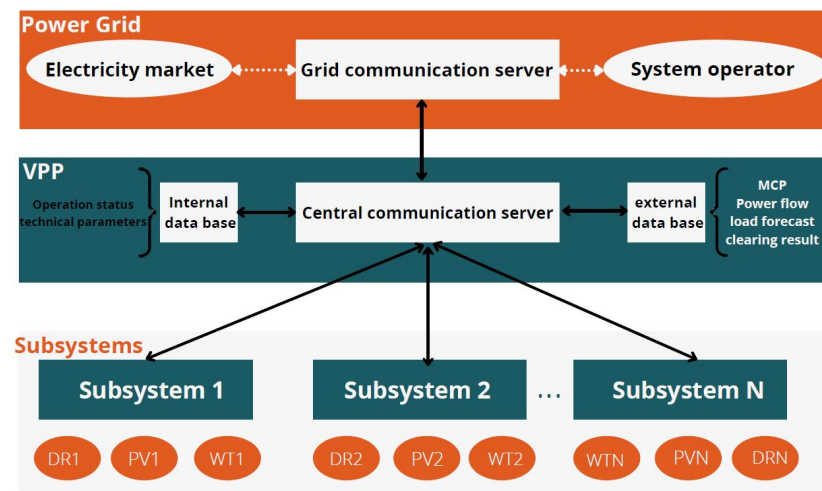 Power Grid
Electricity market
Grid communication server
System operator
VPP
Operation status
technical parameters
Internal
data base
Central communication server
external
data base
MCP
Power flow
load forecast
clearing result
Subsystems
Subsystem 1
Subsystem 2
...
Subsystem N
DR1
PV1
WT1
DR2
PV2
WT2
WTN
PVN
DRN